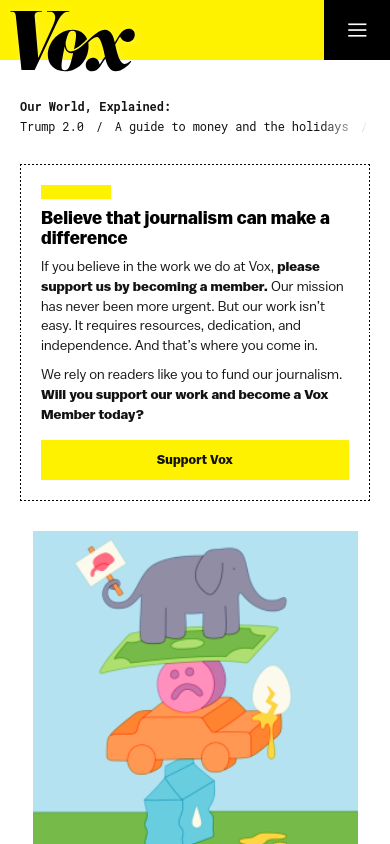 Vox
Our World, Explained:
Trump 2.0 / A guide to money and the holidays /
Believe that journalism can make a
difference
If you believe in the work we do at Vox, please
support us by becoming a member. Our mission
has never been more urgent. But our work isn’t
easy. It requires resources, dedication, and
independence. And that’s where you come in.
We rely on readers like you to fund our journalism.
Will you support our work and become a Vox
Member today?
Support Vox